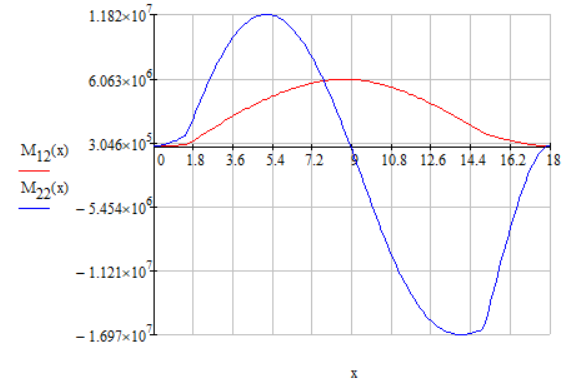 1.182×10⁷
6.063×10⁶
3.046×10⁵
−5.454×10⁶
−1.121×10⁷
−1.697×10⁷
M₁₂(x)
M₂₂(x)
0 1.8 3.6 5.4 7.2 9 10.8 12.6 14.4 16.2 18
x